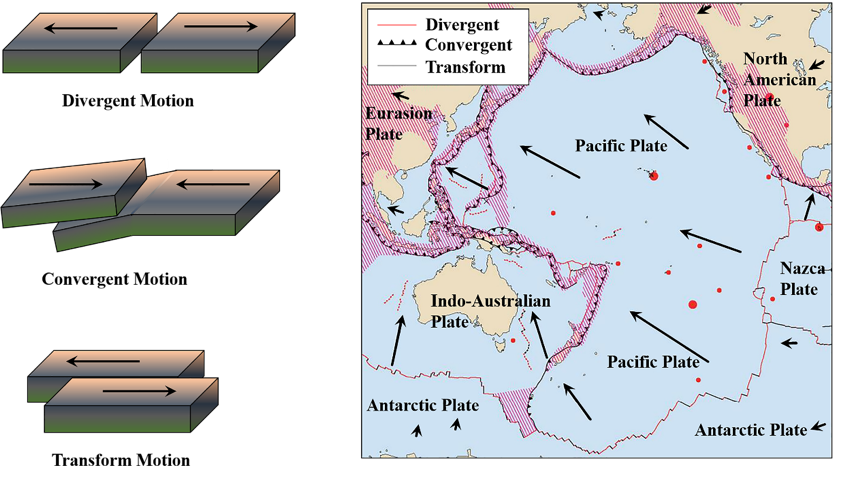 Divergent Motion
Convergent Motion
Transform Motion
Divergent
Convergent
Transform
North
American
Plate
Eurasion
Plate
Pacific Plate
Nazca
Plate
Indo-Australian
Plate
Pacific Plate
Antarctic Plate
Antarctic Plate